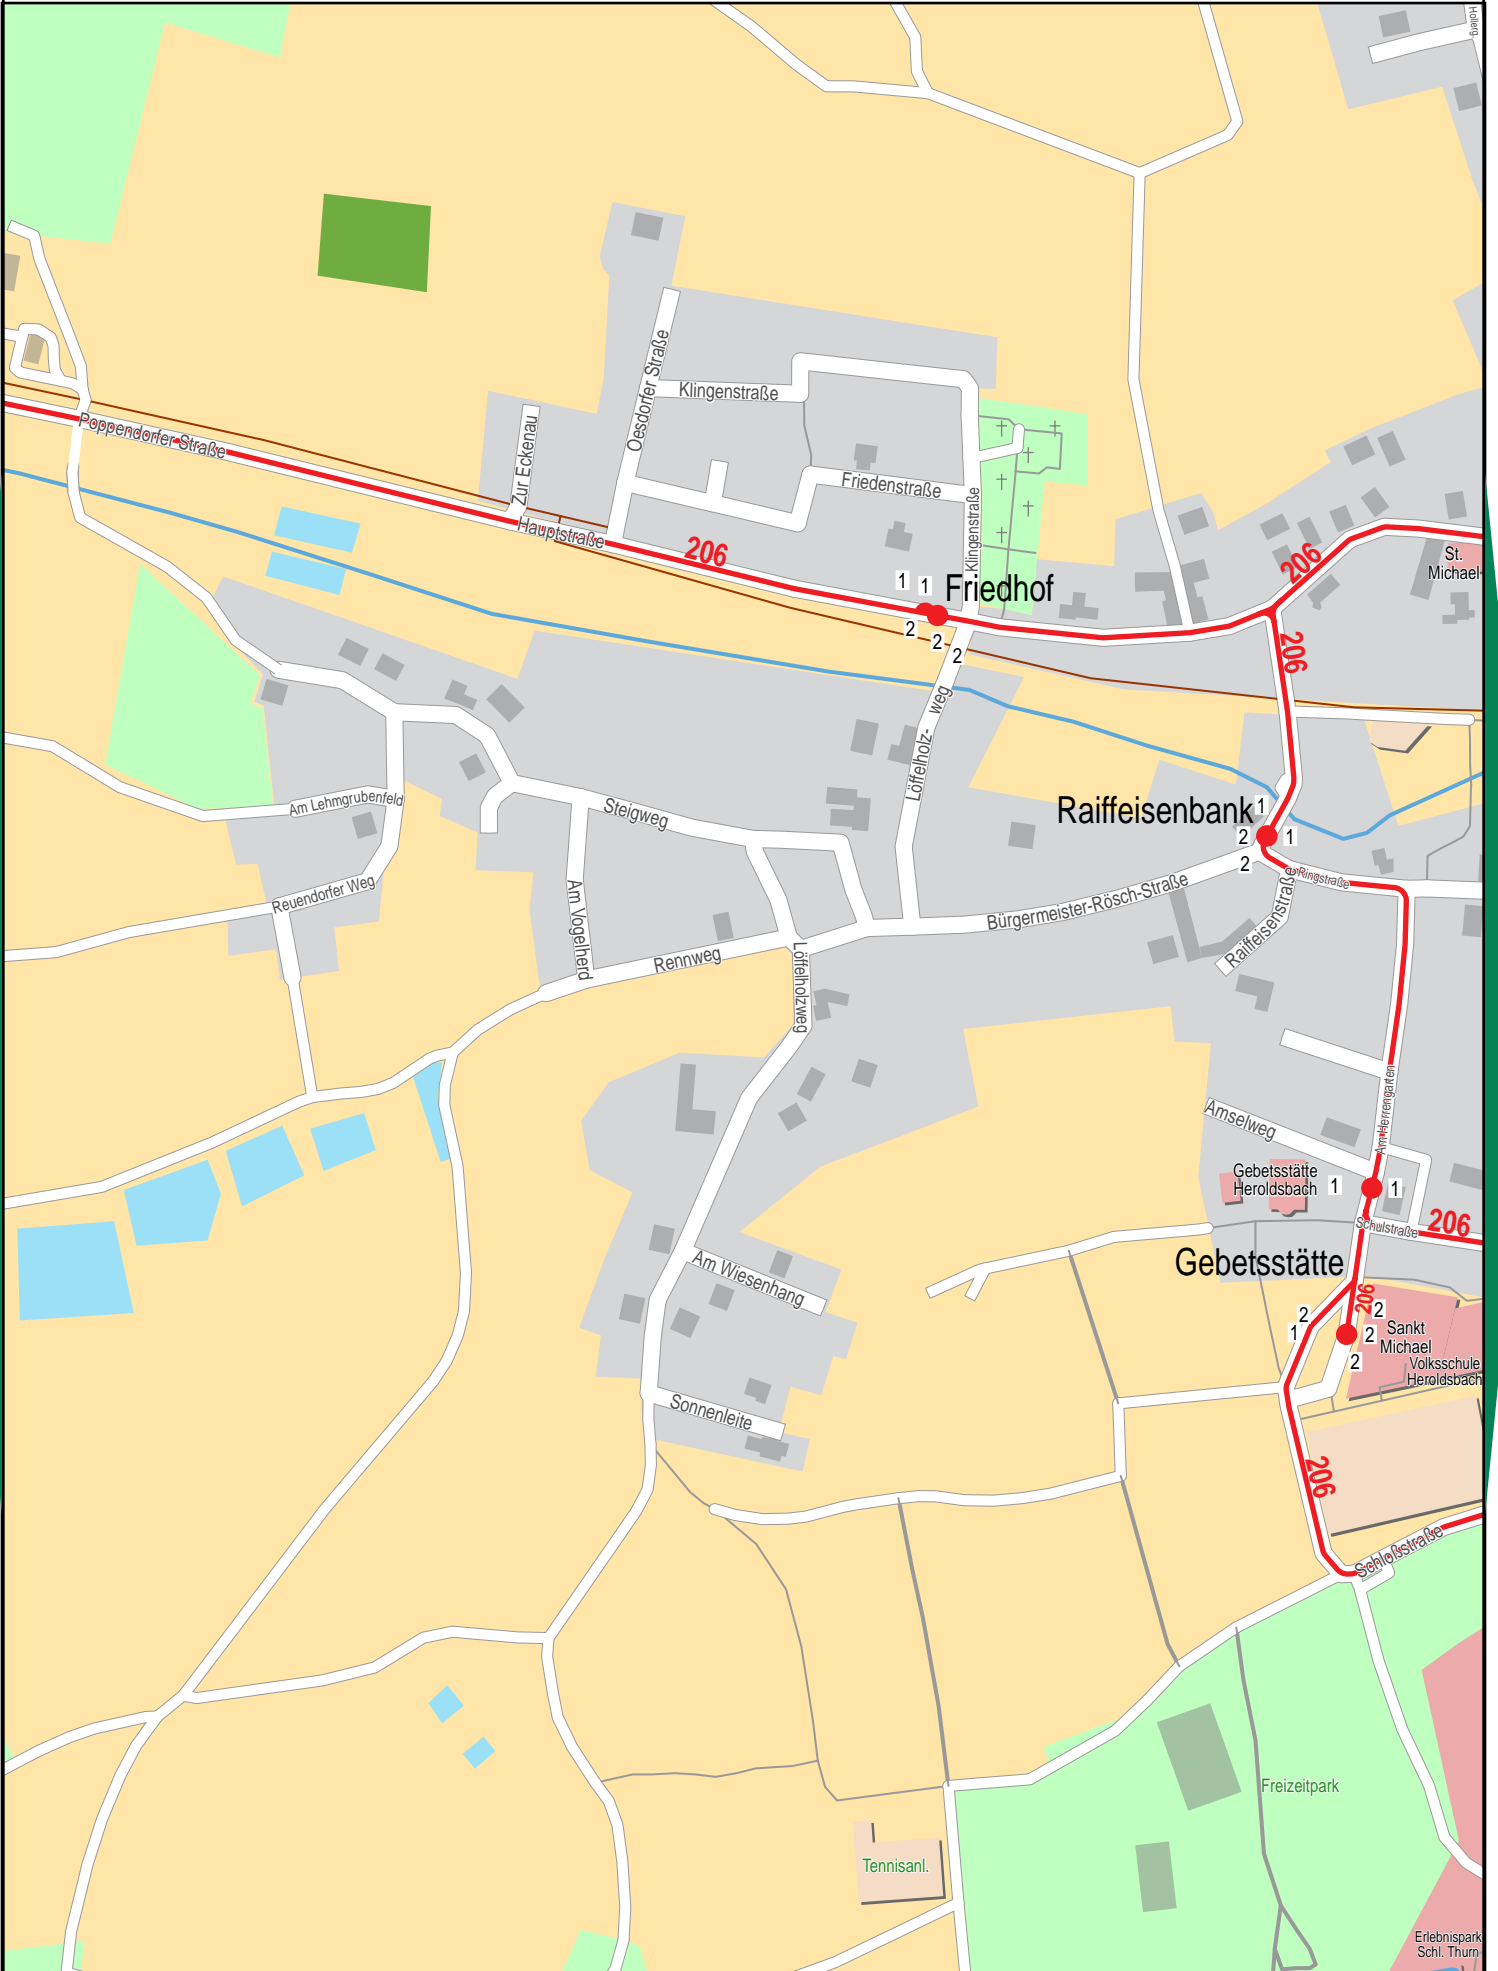 Hollerg.
Oesdorfer Straße
Klingenstraße
Zur Eckenau
Poppendorfer Straße
Friedenstraße
Klingenstraße
Hauptstraße
206
206
St.
Michael
1
1
Friedhof
2
2
2
206
Löffelholz-
weg
Am Lehmgrubenfeld
Steigweg
Raiffeisenbank
1
2
1
2
Ringstraße
Reuendorfer Weg
Am Vogelherd
Bürgermeister-Rösch-Straße
Raiffeisenstraße
Rennweg
Löffelholzweg
Am Herrengarten
Amselweg
Gebetsstätte
Heroldsbach
1
1
Schulstraße
206
Gebetsstätte
Am Wiesenhang
206
2
1
2
2
2
Sankt
Michael
Volksschule
Heroldsbach
Sonnenleite
206
Schloßstraße
Freizeitpark
Tennisanl.
Erlebnispark
Schl. Thurn